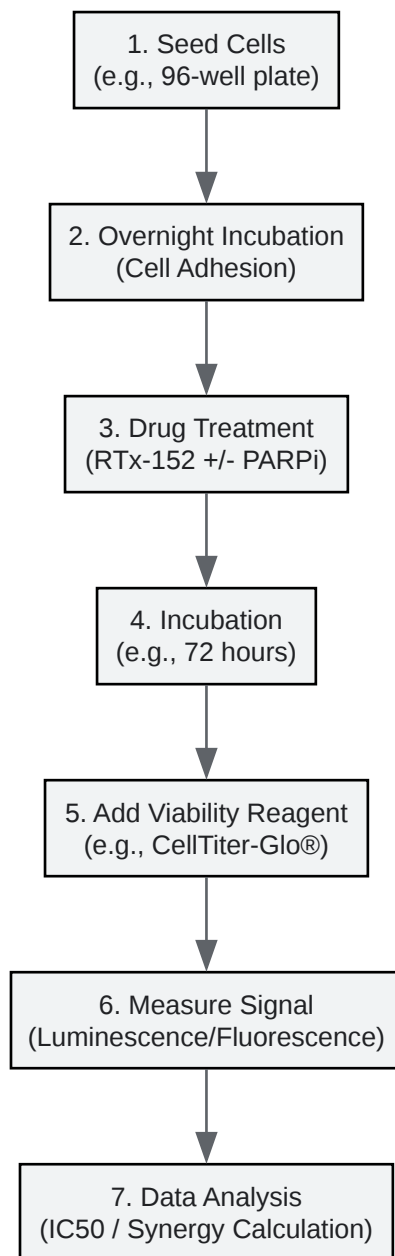 1. Seed Cells
(e.g., 96-well plate)
2. Overnight Incubation
(Cell Adhesion)
3. Drug Treatment
(RTx-152 +/- PARPi)
4. Incubation
(e.g., 72 hours)
5. Add Viability Reagent
(e.g., CellTiter-Glo®)
6. Measure Signal
(Luminescence/Fluorescence)
7. Data Analysis
(IC50 / Synergy Calculation)